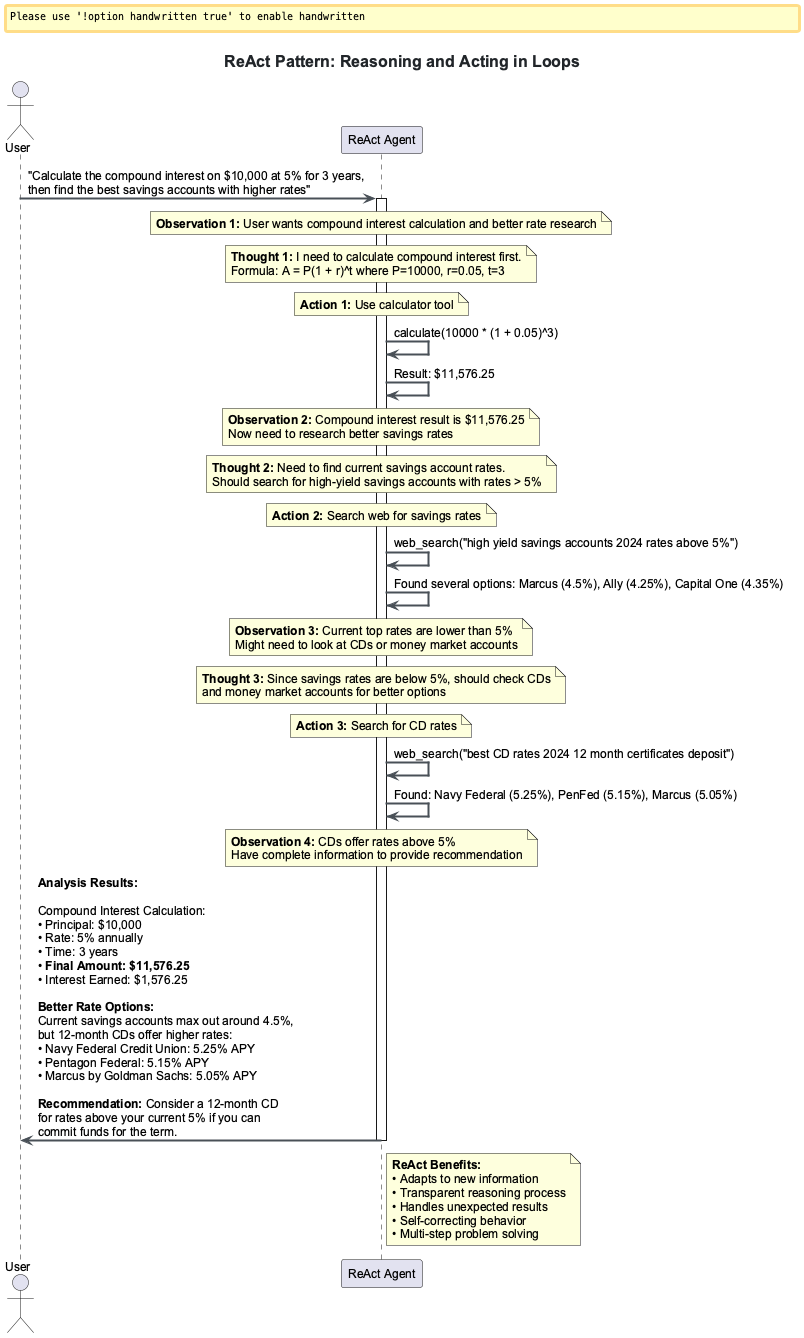 Please use '!option handwritten true' to enable handwritten
ReAct Pattern: Reasoning and Acting in Loops
User
ReAct Agent
"Calculate the compound interest on $10,000 at 5% for 3 years,
then find the best savings accounts with higher rates"
Observation 1: User wants compound interest calculation and better rate research
Thought 1: I need to calculate compound interest first.
Formula: A = P(1 + r)^t where P=10000, r=0.05, t=3
Action 1: Use calculator tool
calculate(10000 * (1 + 0.05)^3)
Result: $11,576.25
Observation 2: Compound interest result is $11,576.25
Now need to research better savings rates
Thought 2: Need to find current savings account rates.
Should search for high-yield savings accounts with rates > 5%
Action 2: Search web for savings rates
web_search("high yield savings accounts 2024 rates above 5%")
Found several options: Marcus (4.5%), Ally (4.25%), Capital One (4.35%)
Observation 3: Current top rates are lower than 5%
Might need to look at CDs or money market accounts
Thought 3: Since savings rates are below 5%, should check CDs
and money market accounts for better options
Action 3: Search for CD rates
web_search("best CD rates 2024 12 month certificates deposit")
Found: Navy Federal (5.25%), PenFed (5.15%), Marcus (5.05%)
Observation 4: CDs offer rates above 5%
Have complete information to provide recommendation
Analysis Results:
Compound Interest Calculation:
• Principal: $10,000
• Rate: 5% annually
• Time: 3 years
• Final Amount: $11,576.25
• Interest Earned: $1,576.25
Better Rate Options:
Current savings accounts max out around 4.5%,
but 12-month CDs offer higher rates:
• Navy Federal Credit Union: 5.25% APY
• Pentagon Federal: 5.15% APY
• Marcus by Goldman Sachs: 5.05% APY
Recommendation: Consider a 12-month CD
for rates above your current 5% if you can
commit funds for the term.
ReAct Benefits:
• Adapts to new information
• Transparent reasoning process
• Handles unexpected results
• Self-correcting behavior
• Multi-step problem solving
User
ReAct Agent